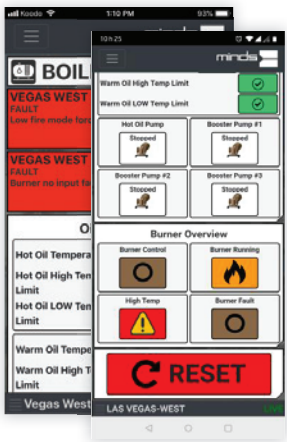 Koodo
1:10 PM
93%
BOIL
VEGAS WEST
FAULT
Low fire mode forc
VEGAS WEST
FAULT
Burner no input fa
Hot Oil Tempera
Hot Oil High Tem
Limit
Hot Oil LOW Tem
Limit
Warm Oil Tempe
Warm Oil High T
Limit
Vegas West
10h25
minds
Warm Oil High Temp Limit
Warm Oil LOW Temp Limit
Hot Oil Pump
Booster Pump #1
Stopped
Stopped
Booster Pump #2
Booster Pump #3
Stopped
Stopped
Burner Overview
Burner Control
Burner Running
High Temp
Burner Fault
RESET
LAS VEGAS-WEST
LIVE